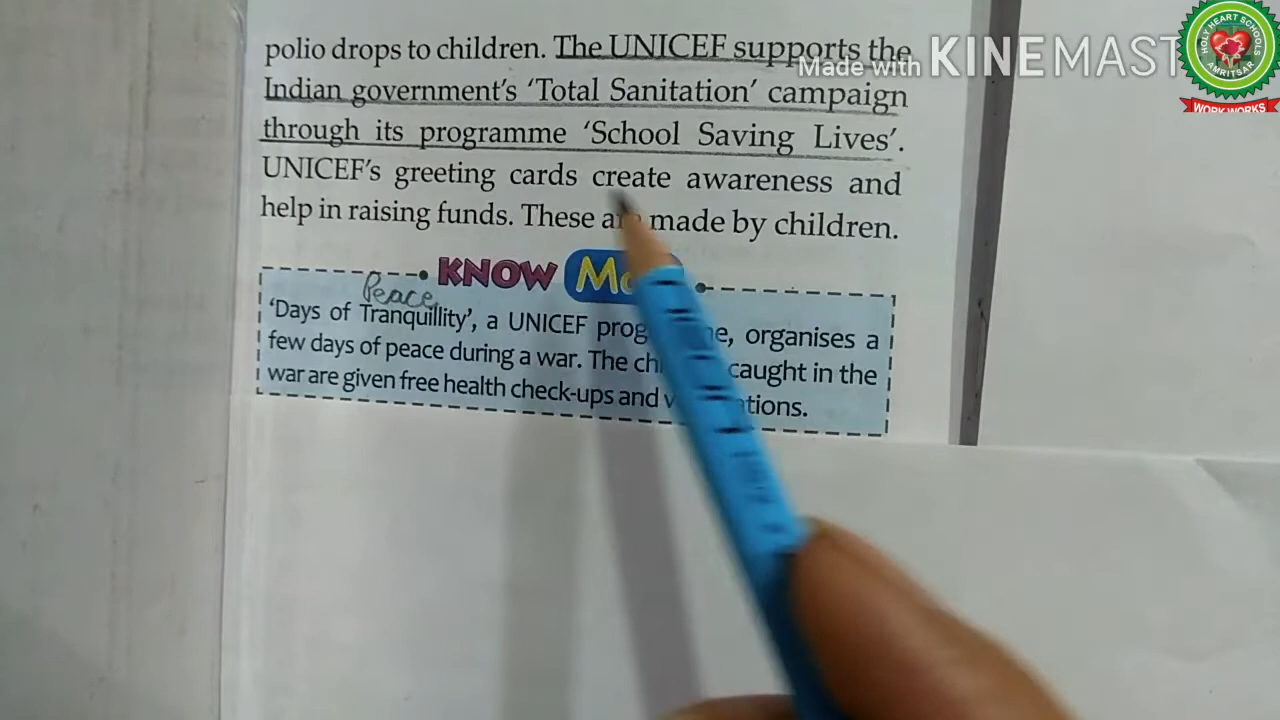 polio drops to children. The UNICEF supports the
Indian government's 'Total Sanitation' campaign
through its programme 'School Saving Lives'.
UNICEF's greeting cards create awareness and
help in raising funds. These are made by children.
KNOW
Peace
'Days of Tranquillity', a UNICEF organises a
few days of peace during a war. The caught in the
war are given free health check-ups and
Made with KINEMAST
HOLY HEART SCHOOLS
AMRITSAR
WORK WORKS